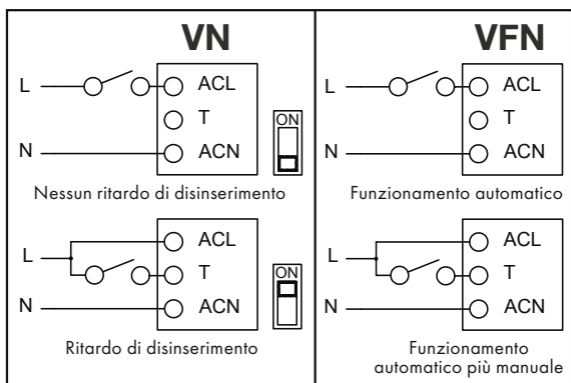 VN
L
ACL
T
N
ACN
ON
Nessun ritardo di disinserimento
L
ACL
T
N
ACN
ON
Ritardo di disinserimento
VFN
L
ACL
T
N
ACN
Funzionamento automatico
L
ACL
T
N
ACN
Funzionamento
automatico più manuale